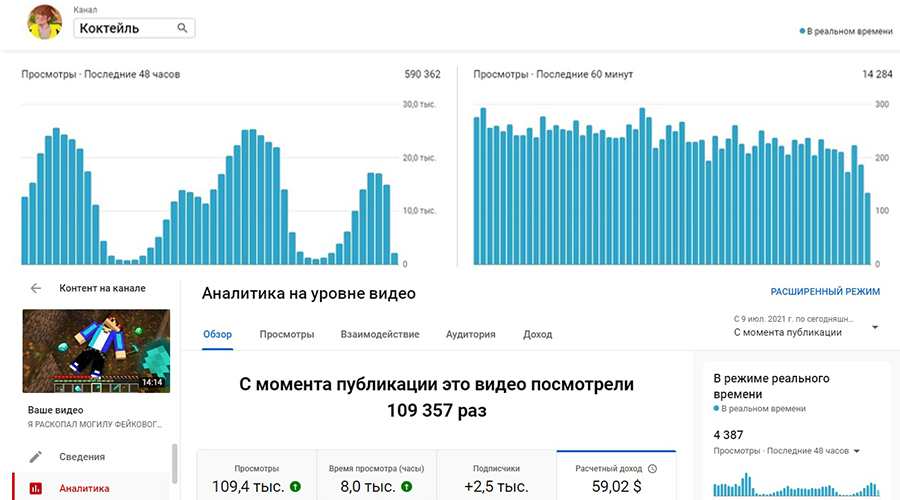 Канал
Коктейль
В реальном времени
Просмотры · Последние 48 часов
590 362
30,0 тыс.
20,0 тыс.
10,0 тыс.
0
Просмотры · Последние 60 минут
14 284
300
200
100
0
Контент на канале
14:14
Ваше видео
Я РАСКОПАЛ МОГИЛУ ФЕЙКОВОГ...
Сведения
Аналитика
Аналитика на уровне видео
РАСШИРЕННЫЙ РЕЖИМ
Обзор
Просмотры
Взаимодействие
Аудитория
Доход
С 9 июл. 2021 г. по сегодняшн...
С момента публикации
С момента публикации это видео посмотрели
109 357 раз
Просмотры
109,4 тыс.
Время просмотра (часы)
8,0 тыс.
Подписчики
+2,5 тыс.
Расчетный доход
59,02 $
В режиме реального
времени
В реальном времени
4 387
Просмотры · Последние 48 часов